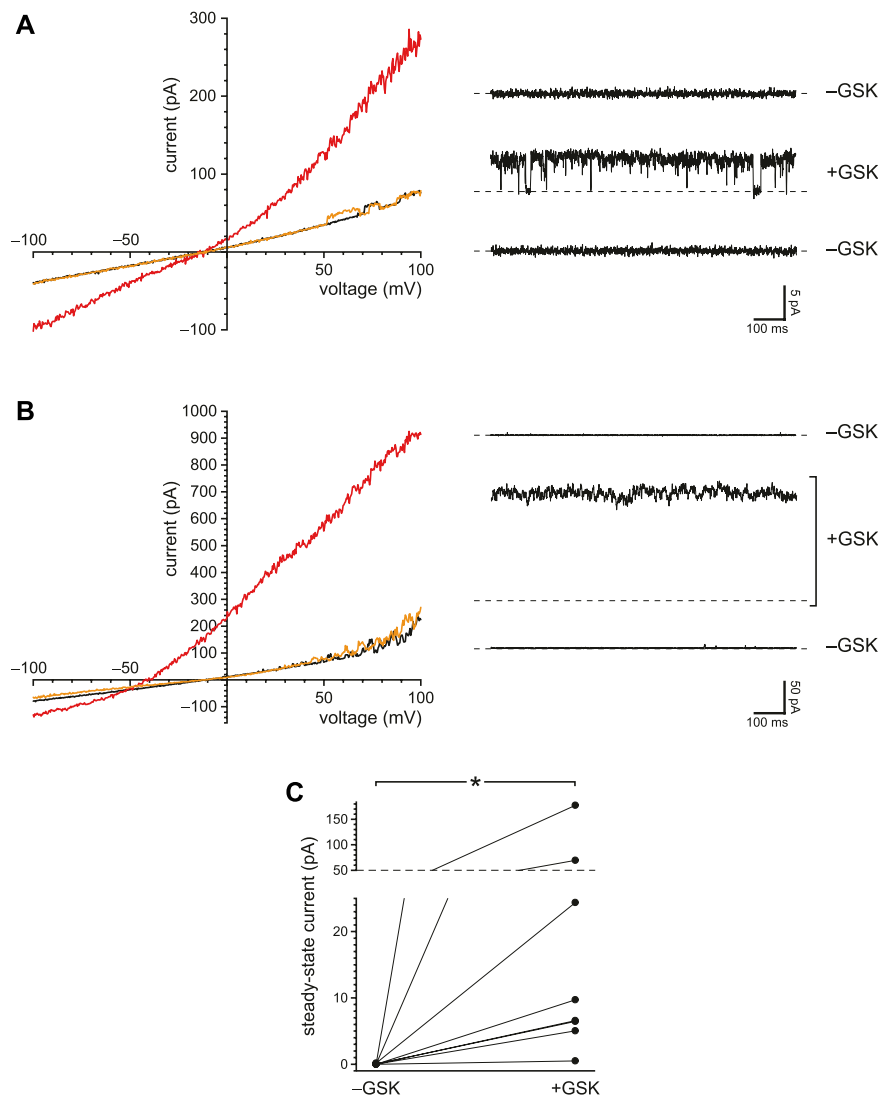 A
300
200
100
–100
–50
50
100
–100
current (pA)
voltage (mV)
–GSK
+GSK
–GSK
5 pA
100 ms
B
1000
900
800
700
600
500
400
300
200
100
–100
–50
50
100
–100
current (pA)
voltage (mV)
–GSK
+GSK
–GSK
50 pA
100 ms
C
*
150
100
50
20
10
0
steady-state current (pA)
–GSK
+GSK